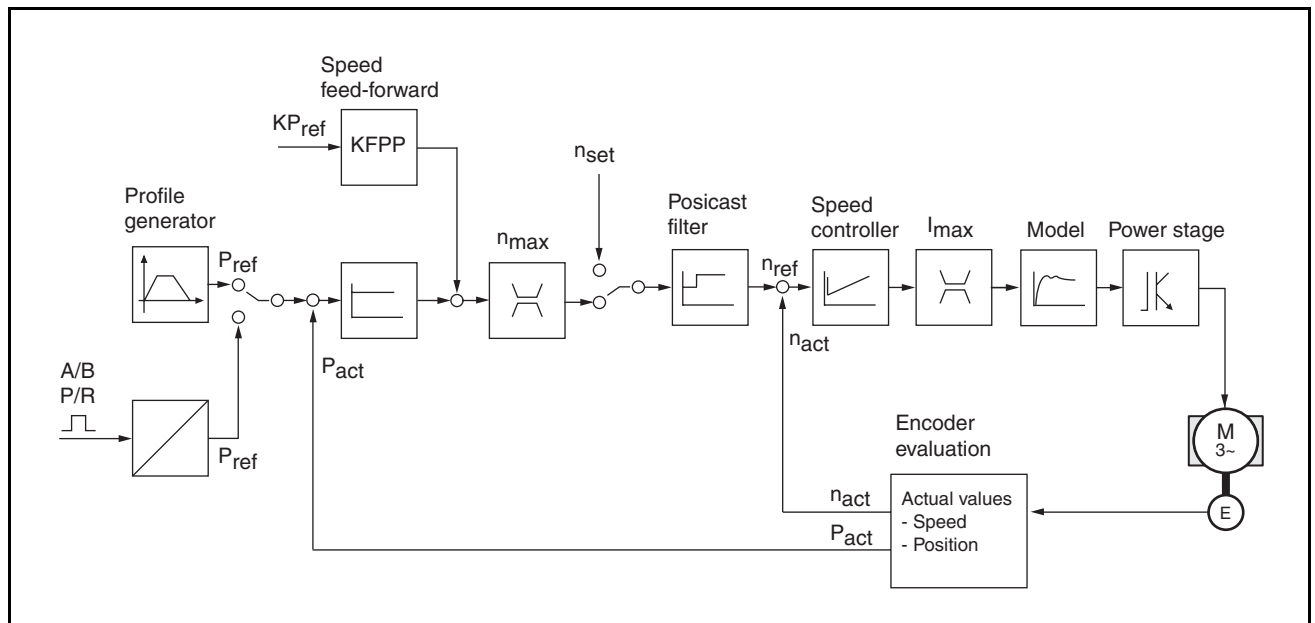 Speed
feed-forward
KPref
KFPP
nset
Profile
generator
Pref
nmax
Posicast
filter
nref
Speed
controller
Imax
Model
Power stage
Pact
nact
A/B
P/R
Pref
Encoder
evaluation
M
3~
nact
Pact
Actual values
- Speed
- Position
E